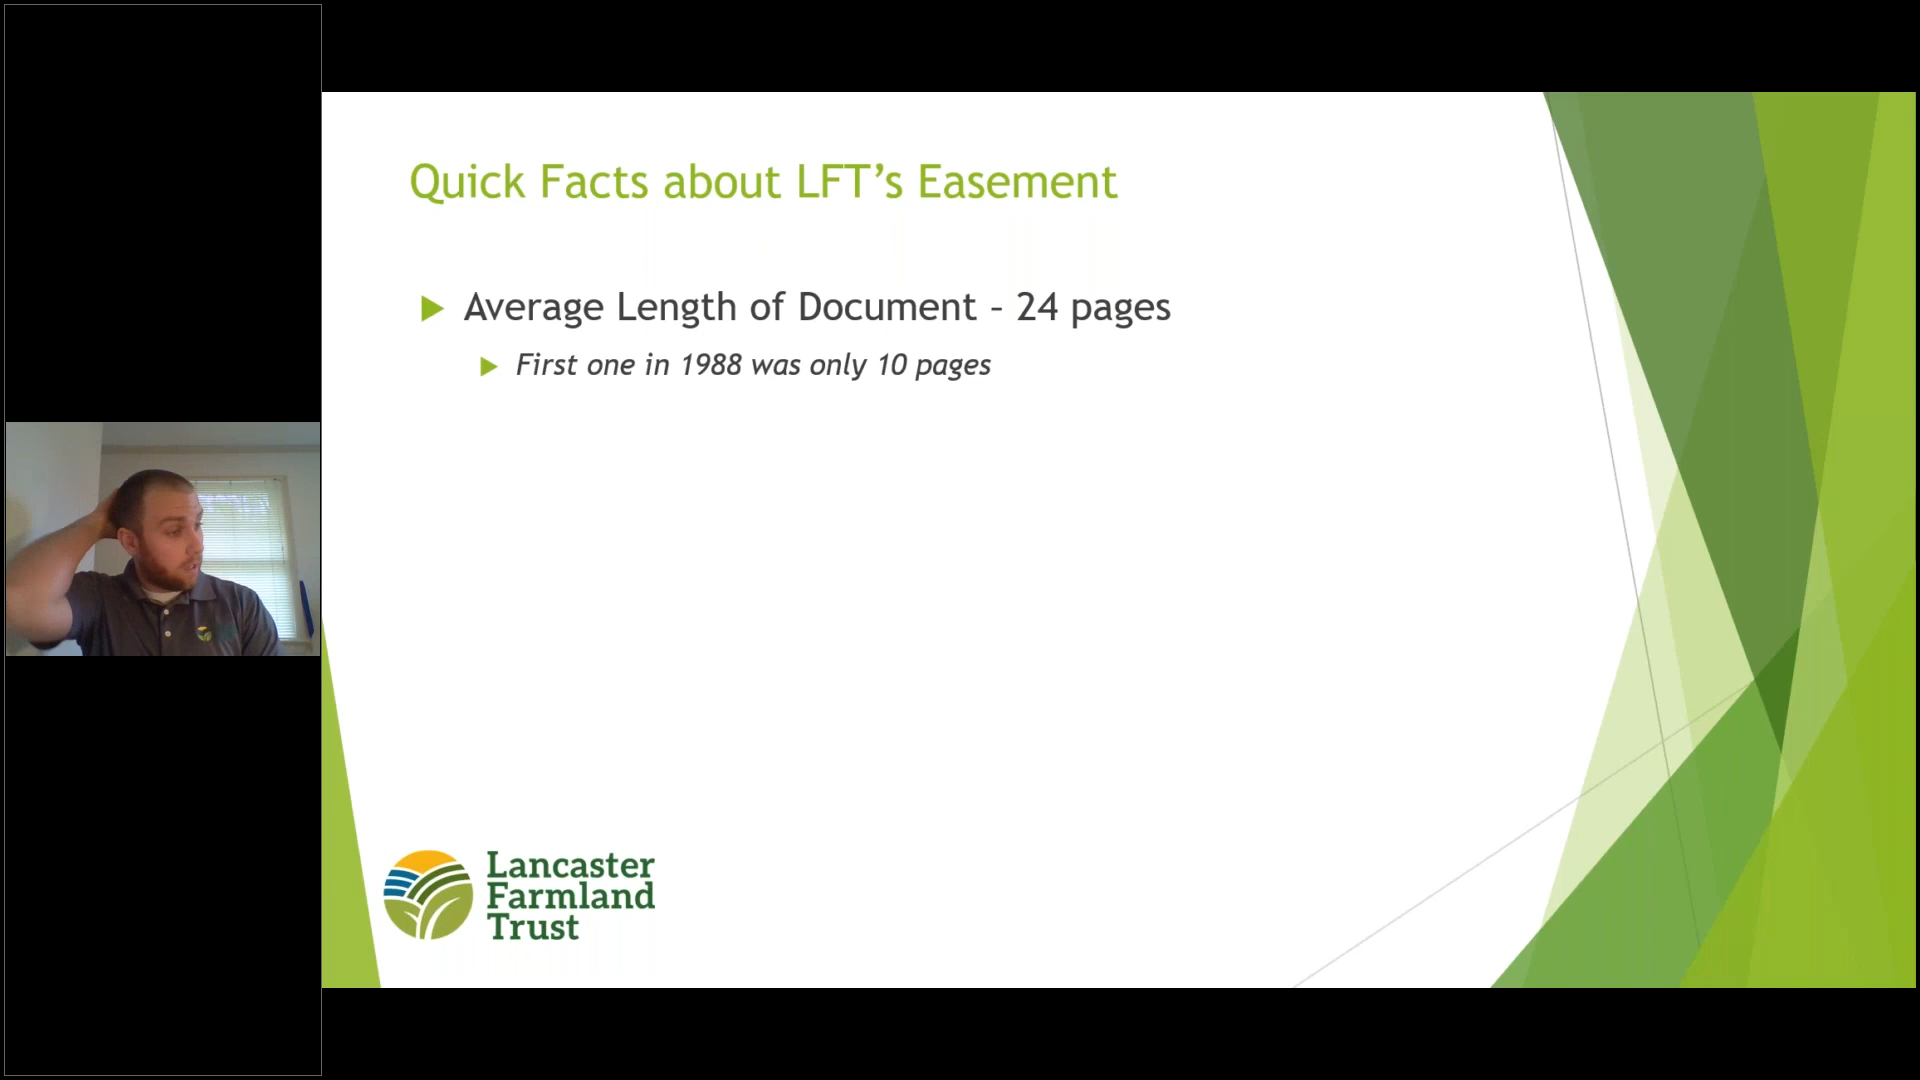 Quick Facts about LFT’s Easement
Average Length of Document – 24 pages
First one in 1988 was only 10 pages
Lancaster
Farmland
Trust